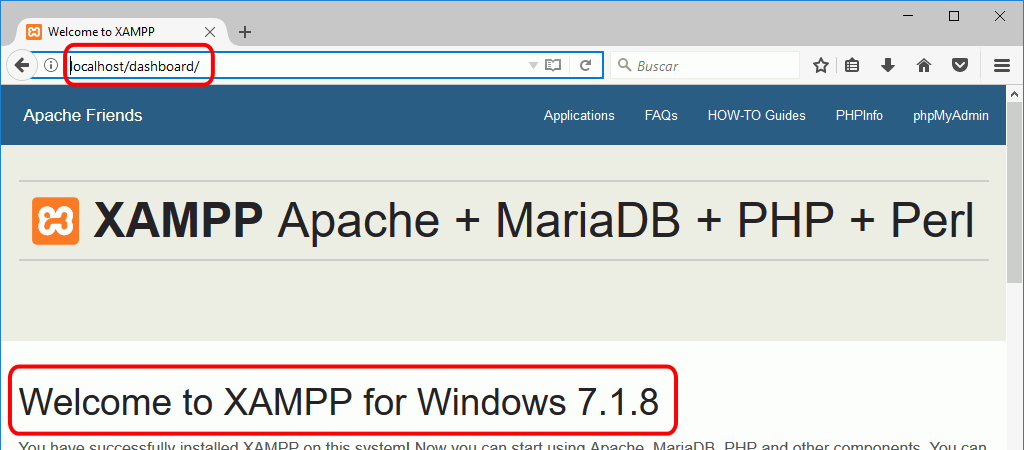 Welcome to XAMPP
localhost/dashboard/
Buscar
Apache Friends
Applications FAQs HOW-TO Guides PHPInfo phpMyAdmin
XAMPP Apache + MariaDB + PHP + Perl
Welcome to XAMPP for Windows 7.1.8
You have successfully installed XAMPP on this system! Now you can start using Apache, MariaDB, PHP and other components. You can